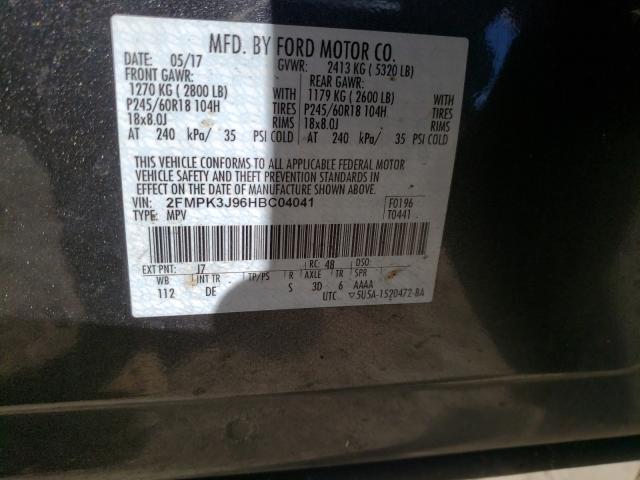 MFD. BY FORD MOTOR CO.
DATE: 05/17 GVWR: 2413 KG ( 5320 LB)
FRONT GAWR: REAR GAWR:
1270 KG ( 2800 LB) WITH 1179 KG ( 2600 LB) WITH
P245/60R18 104H TIRES P245/60R18 104H TIRES
18x8.0J RIMS 18x8.0J RIMS
AT 240 kPa/ 35 PSI COLD AT 240 kPa/ 35 PSI COLD
THIS VEHICLE CONFORMS TO ALL APPLICABLE FEDERAL MOTOR
VEHICLE SAFETY AND THEFT PREVENTION STANDARDS IN
EFFECT ON THE DATE OF MANUFACTURE SHOWN ABOVE.
VIN: 2FMPK3J96HBC04041 F0196
TYPE: MPV T0441
EXT PNT: J7 RC: 48 DSO:
WB INT TR TP/PS R AXLE TR SPR
112 DE S 3D 6 AAAA
UTC ▽5U5A-1520472-BA